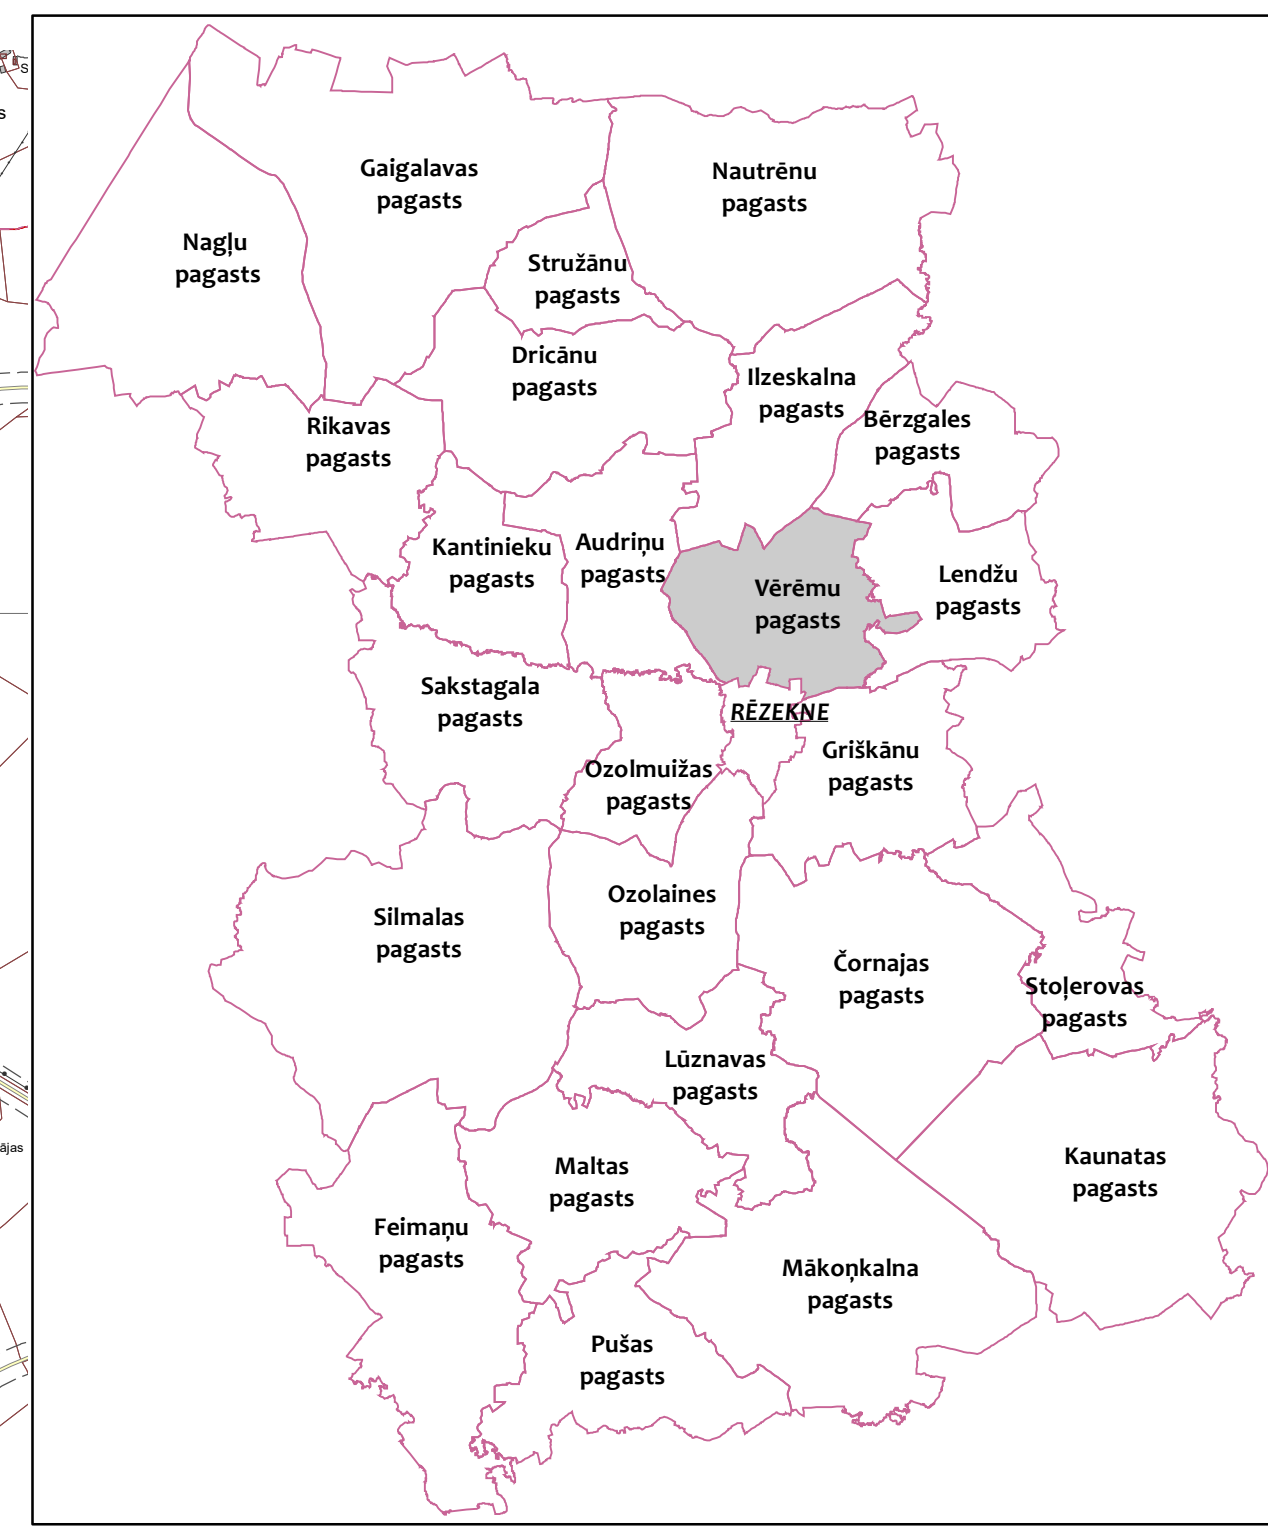 Gaigalavas
pagasts
Nautrēnu
pagasts
Nagļu
pagasts
Stružānu
pagasts
Dricānu
pagasts
Ilzeskalna
pagasts
Rikavas
pagasts
Bērzgales
pagasts
Kantinieku
pagasts
Audriņu
pagasts
Vērēmu
pagasts
Lendžu
pagasts
Sakstagala
pagasts
RĒZEKNE
Griškānu
pagasts
Ozolmuižas
pagasts
Ozolaines
pagasts
Silmalas
pagasts
Čornajas
pagasts
Stoļerovas
pagasts
Lūznavas
pagasts
Kaunatas
pagasts
Maltas
pagasts
Feimaņu
pagasts
Mākoņkalna
pagasts
Pušas
pagasts